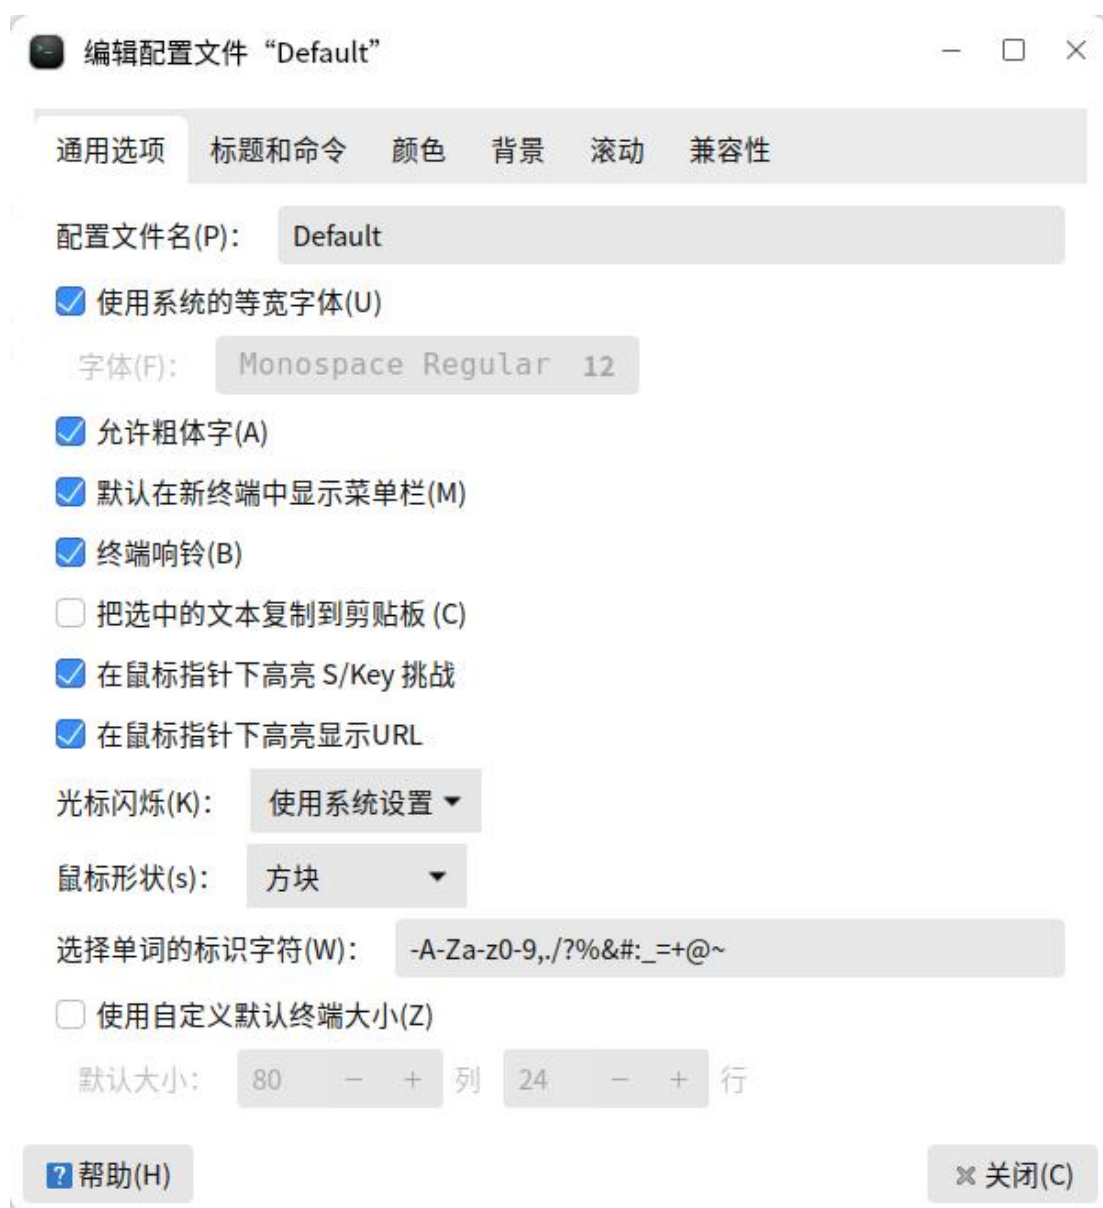 编辑配置文件“Default”
通用选项 标题和命令 颜色 背景 滚动 兼容性
配置文件名(P)： Default
使用系统的等宽字体(U)
字体(F)： Monospace Regular 12
允许粗体字(A)
默认在新终端中显示菜单栏(M)
终端响铃(B)
把选中的文本复制到剪贴板 (C)
在鼠标指针下高亮 S/Key 挑战
在鼠标指针下高亮显示URL
光标闪烁(K)： 使用系统设置
鼠标形状(s)： 方块
选择单词的标识字符(W)： -A-Za-z0-9,./?%&#:_=+@~
使用自定义默认终端大小(Z)
默认大小： 80 − + 列 24 − + 行
帮助(H) 关闭(C)